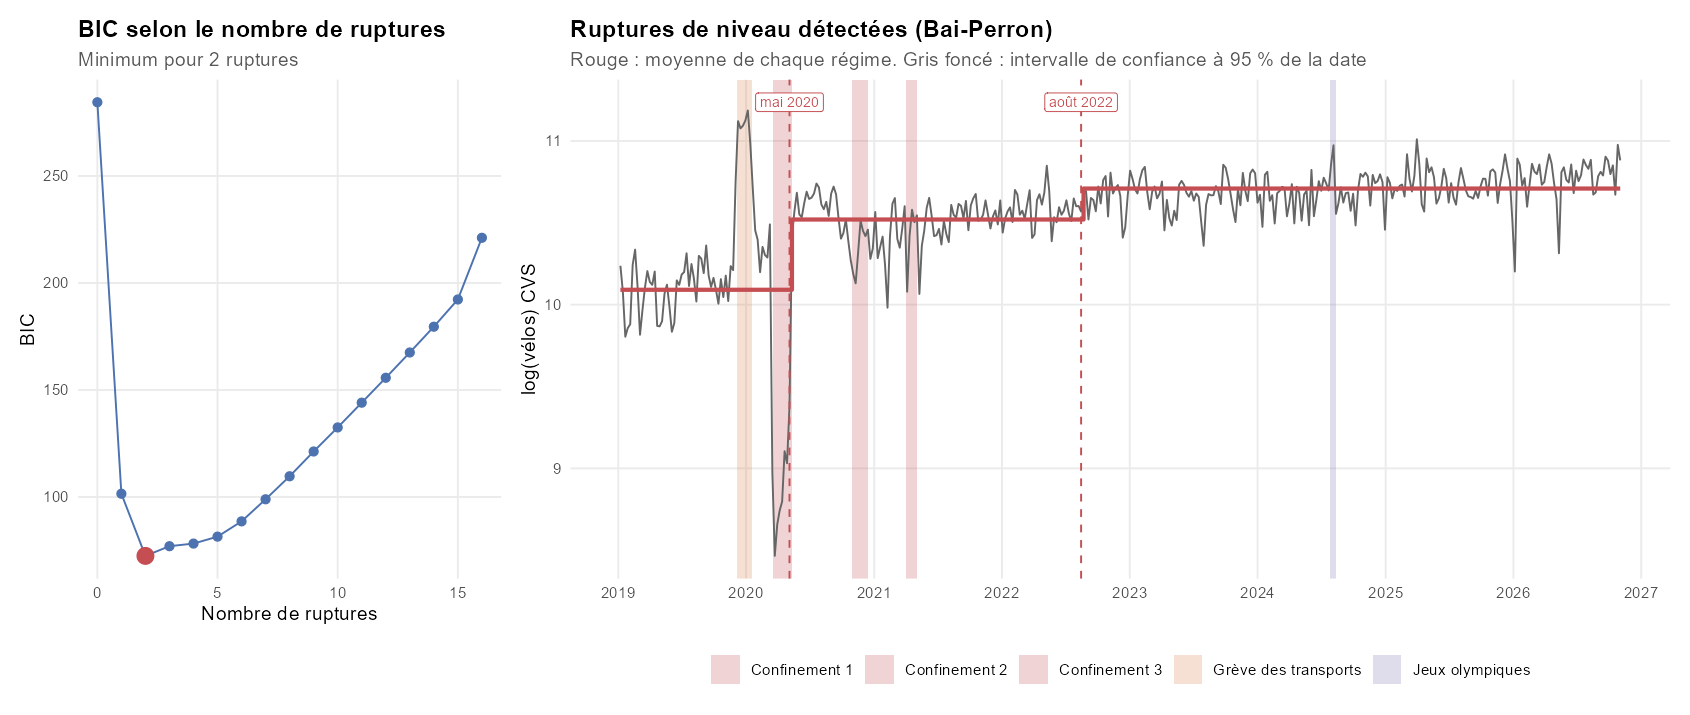 BIC selon le nombre de ruptures
Minimum pour 2 ruptures
BIC
250
200
150
100
0 5 10 15
Nombre de ruptures
Ruptures de niveau détectées (Bai-Perron)
Rouge : moyenne de chaque régime. Gris foncé : intervalle de confiance à 95 % de la date
mai 2020
août 2022
log(vélos) CVS
11
10
9
2019 2020 2021 2022 2023 2024 2025 2026 2027
Confinement 1 Confinement 2 Confinement 3 Grève des transports Jeux olympiques